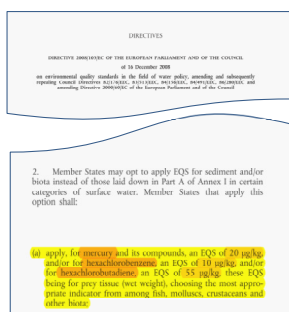 DIRECTIVES
DIRECTIVE 2008/105/EC OF THE EUROPEAN PARLIAMENT AND OF THE COUNCIL
of 16 December 2008
on environmental quality standards in the field of water policy, amending and subsequently
repealing Council Directives 82/176/EEC, 83/513/EEC, 84/156/EEC, 84/491/EEC, 86/280/EEC and
amending Directive 2000/60/EC of the European Parliament and of the Council
2. Member States may opt to apply EQS for sediment and/or
biota instead of those laid down in Part A of Annex I in certain
categories of surface water. Member States that apply this
option shall:
(a) apply, for mercury and its compounds, an EQS of 20 μg/kg,
and/or for hexachlorobenzene, an EQS of 10 μg/kg, and/or
for hexachlorobutadiene, an EQS of 55 μg/kg, these EQS
being for prey tissue (wet weight), choosing the most appro-
priate indicator from among fish, molluscs, crustaceans and
other biota;